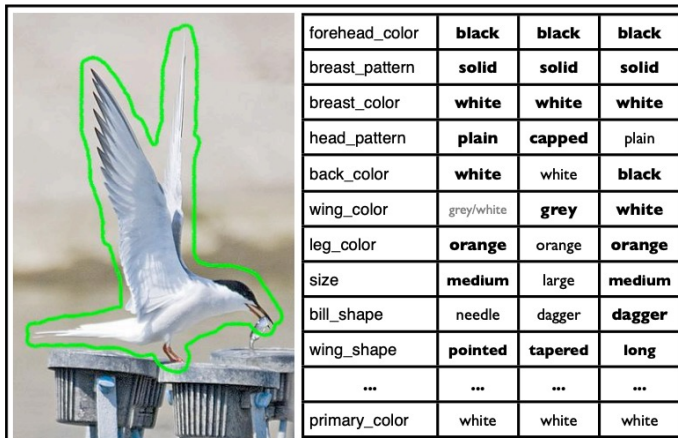 forehead_color black black black
breast_pattern solid solid solid
breast_color white white white
head_pattern plain capped plain
back_color white white black
wing_color grey/white grey white
leg_color orange orange orange
size medium large medium
bill_shape needle dagger dagger
wing_shape pointed tapered long
... ... ... ...
primary_color white white white